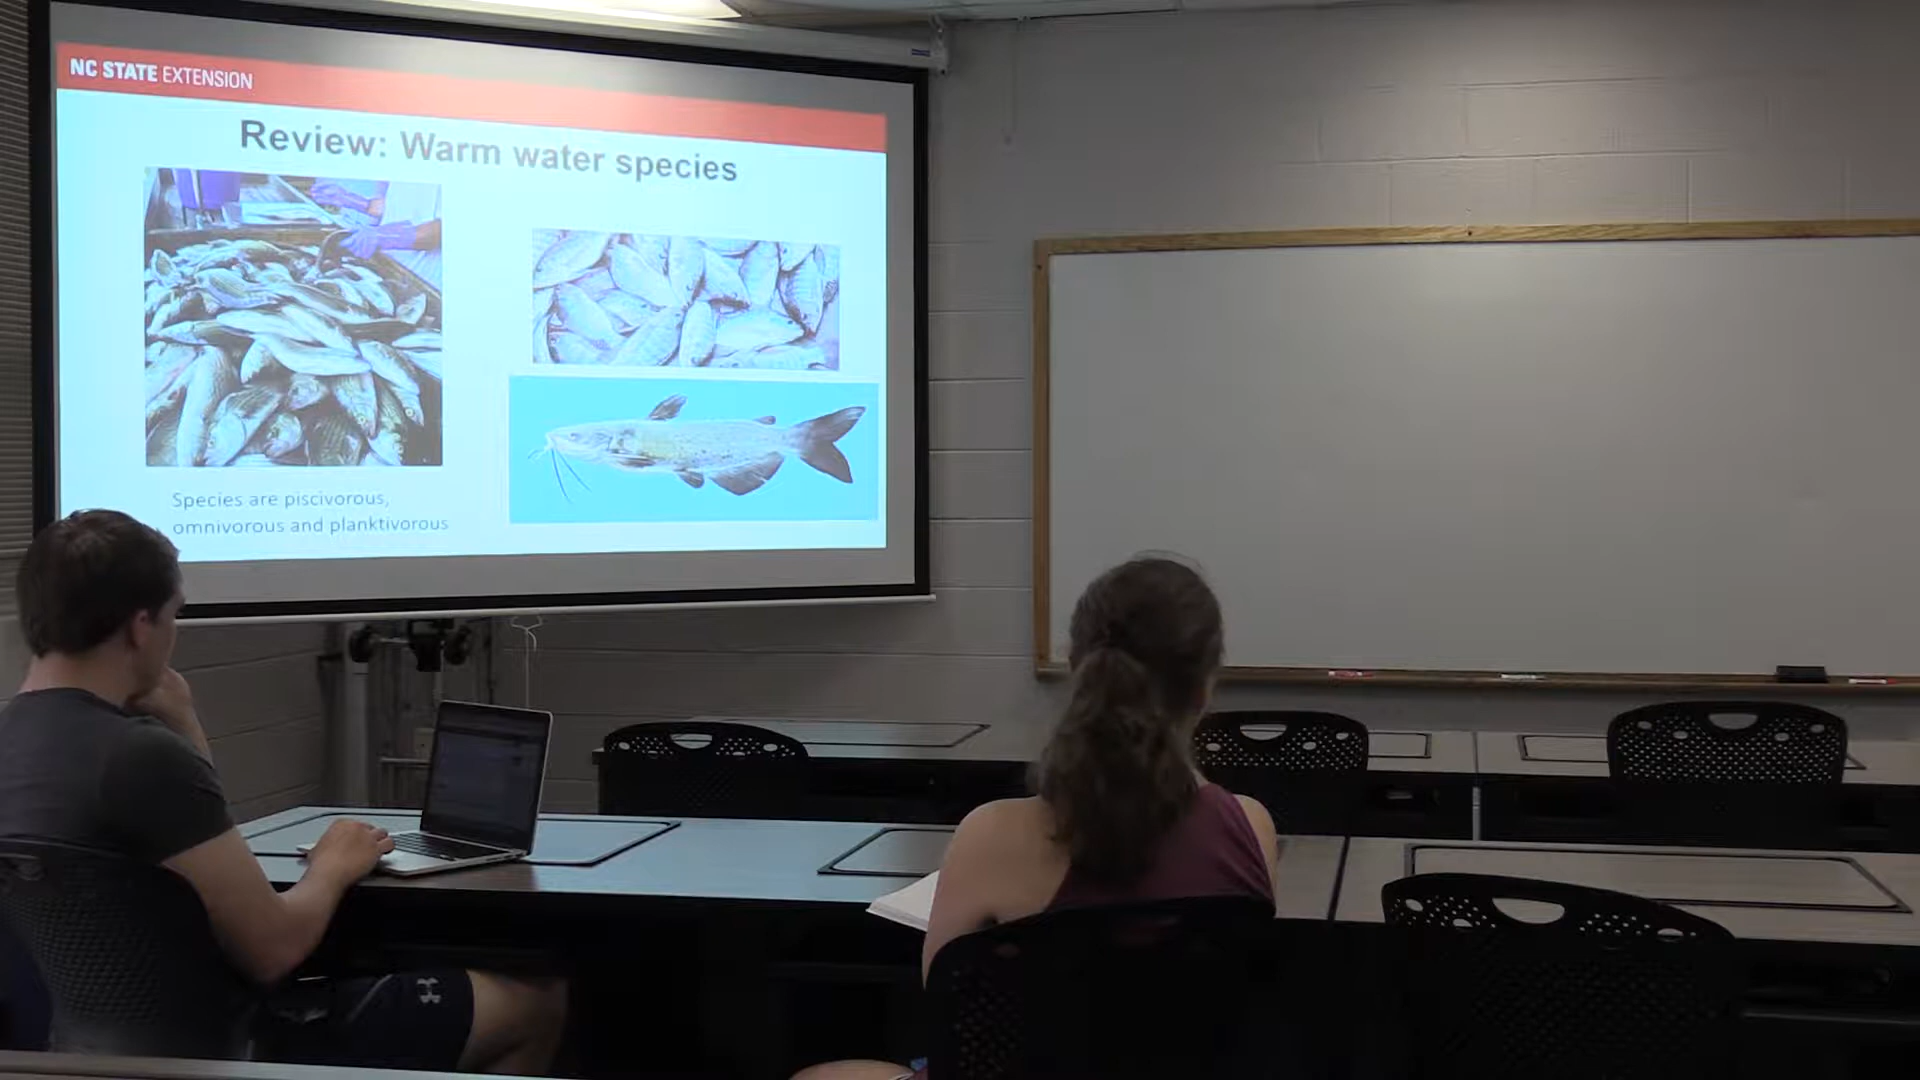 NC STATE EXTENSION
Review: Warm water species
Species are piscivorous,
omnivorous and planktivorous